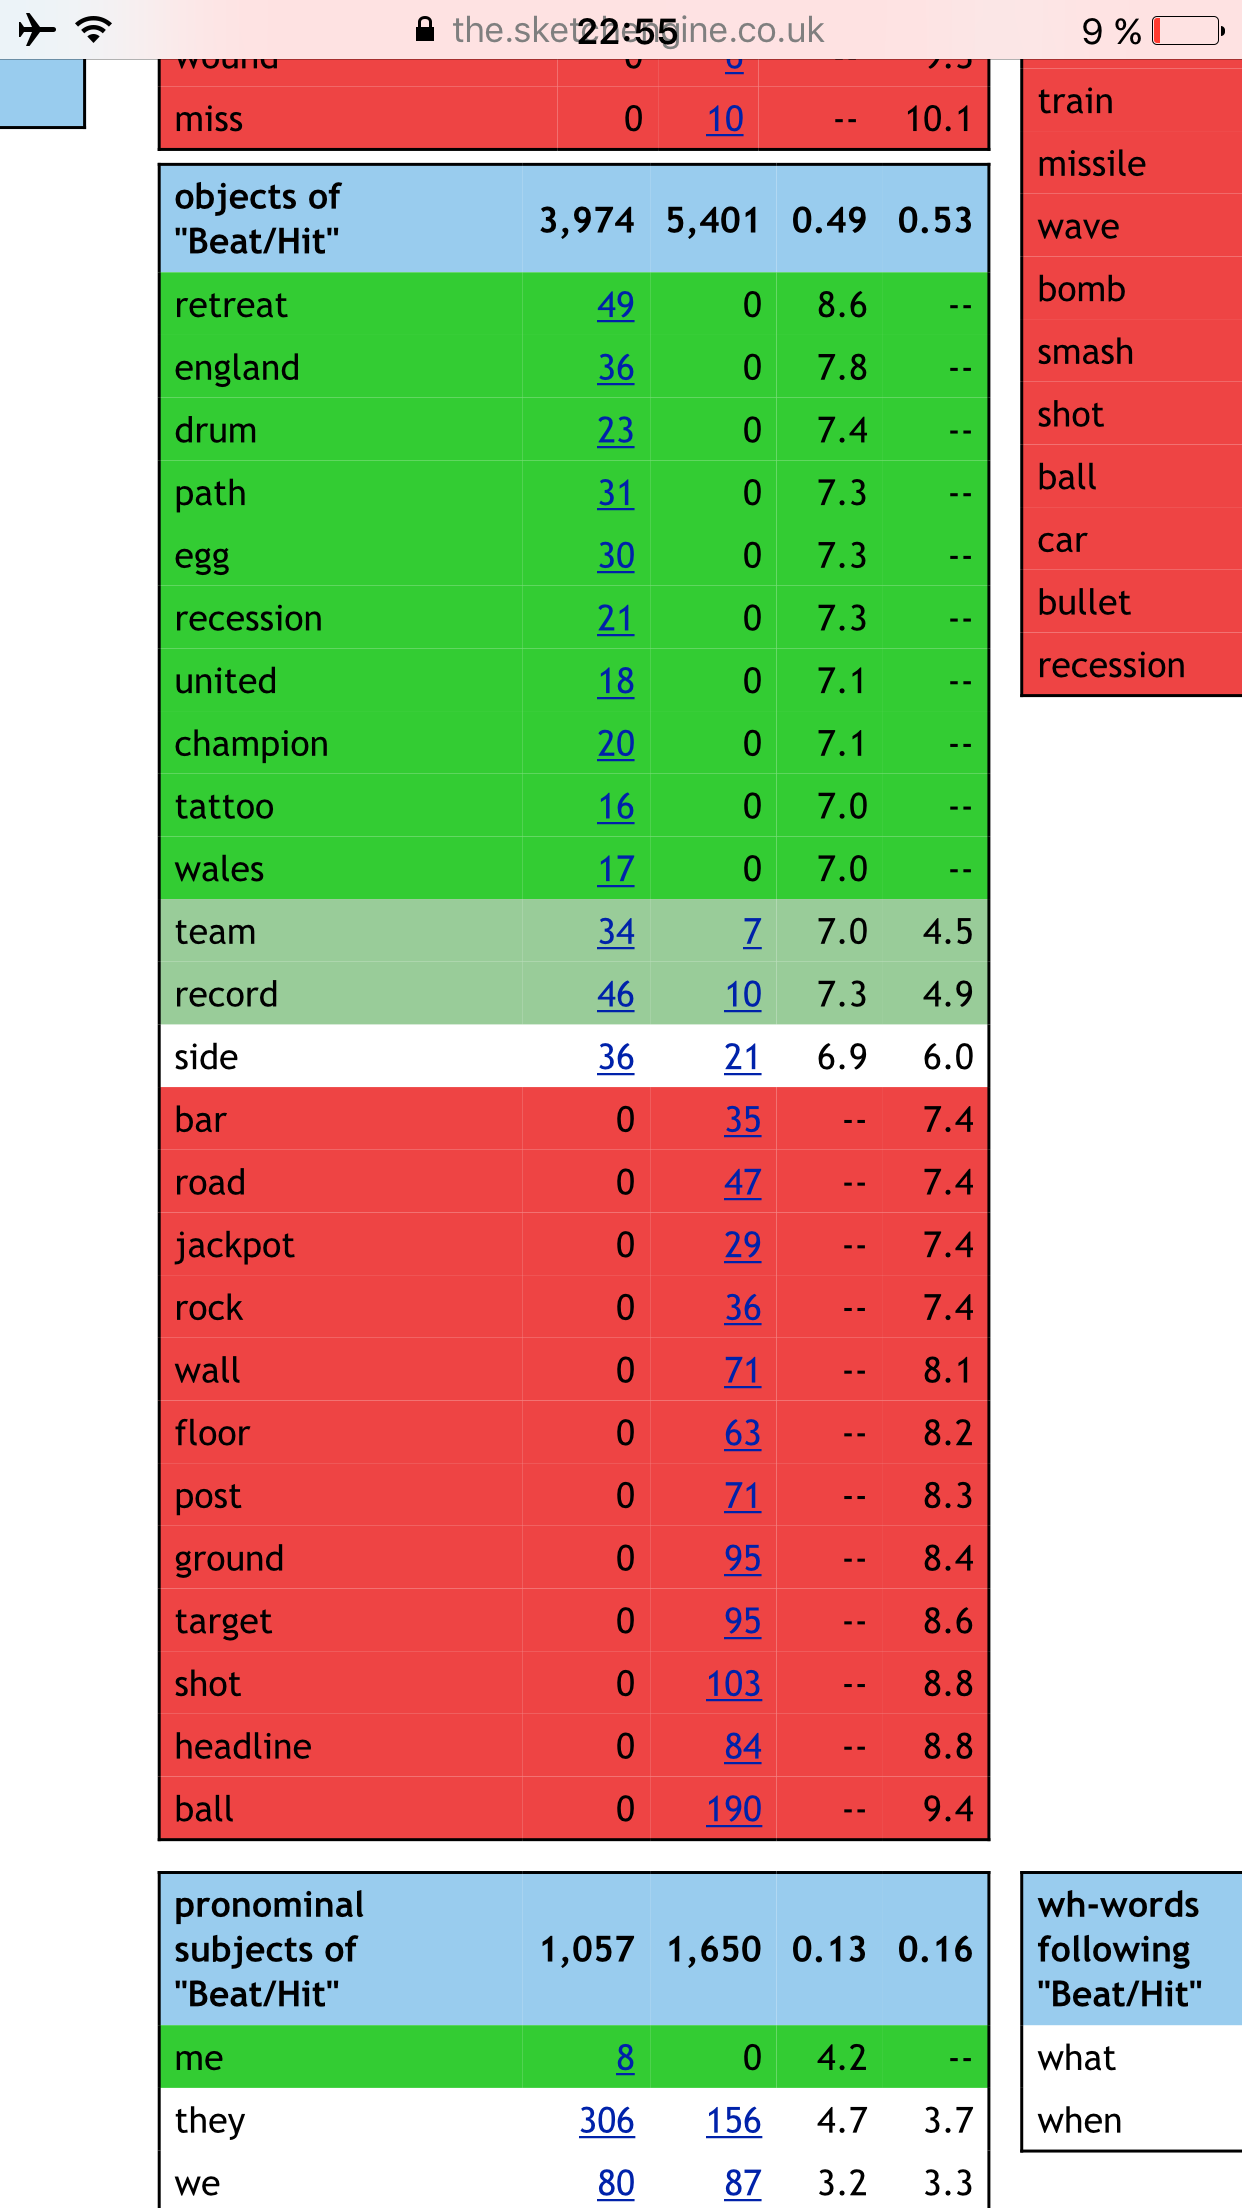 the.sketchengine.co.uk
22:55
9 %
wound 0 6 -- 9.5
miss 0 10 -- 10.1
objects of
"Beat/Hit" 3,974 5,401 0.49 0.53
retreat 49 0 8.6 --
england 36 0 7.8 --
drum 23 0 7.4 --
path 31 0 7.3 --
egg 30 0 7.3 --
recession 21 0 7.3 --
united 18 0 7.1 --
champion 20 0 7.1 --
tattoo 16 0 7.0 --
wales 17 0 7.0 --
team 34 7 7.0 4.5
record 46 10 7.3 4.9
side 36 21 6.9 6.0
bar 0 35 -- 7.4
road 0 47 -- 7.4
jackpot 0 29 -- 7.4
rock 0 36 -- 7.4
wall 0 71 -- 8.1
floor 0 63 -- 8.2
post 0 71 -- 8.3
ground 0 95 -- 8.4
target 0 95 -- 8.6
shot 0 103 -- 8.8
headline 0 84 -- 8.8
ball 0 190 -- 9.4
pronominal
subjects of
"Beat/Hit" 1,057 1,650 0.13 0.16
me 8 0 4.2 --
they 306 156 4.7 3.7
we 80 87 3.2 3.3
train
missile
wave
bomb
smash
shot
ball
car
bullet
recession
wh-words
following
"Beat/Hit"
what
when